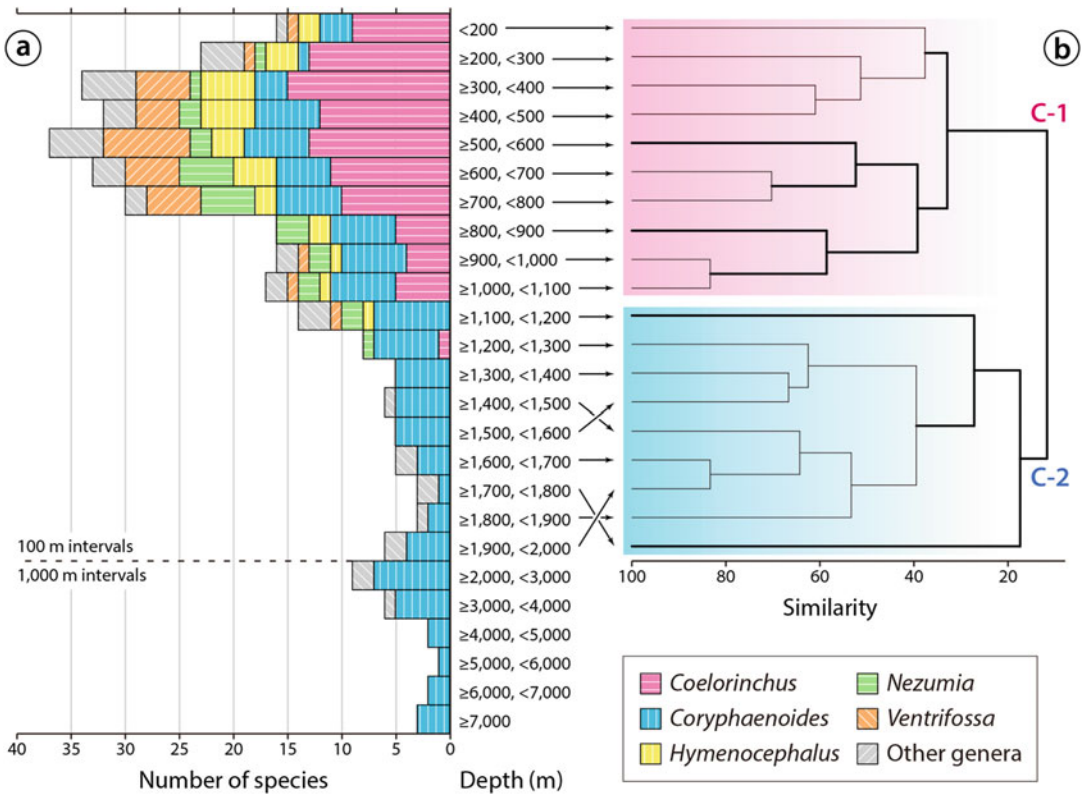 a
b
<200
≥200, <300
≥300, <400
≥400, <500
≥500, <600
≥600, <700
≥700, <800
≥800, <900
≥900, <1,000
≥1,000, <1,100
≥1,100, <1,200
≥1,200, <1,300
≥1,300, <1,400
≥1,400, <1,500
≥1,500, <1,600
≥1,600, <1,700
≥1,700, <1,800
≥1,800, <1,900
≥1,900, <2,000
≥2,000, <3,000
≥3,000, <4,000
≥4,000, <5,000
≥5,000, <6,000
≥6,000, <7,000
≥7,000
100 m intervals
1,000 m intervals
40 35 30 25 20 15 10 5 0
Number of species
Depth (m)
C-1
C-2
100 80 60 40 20
Similarity
Coelorinchus
Coryphaenoides
Hymenocephalus
Nezumia
Ventrifossa
Other genera